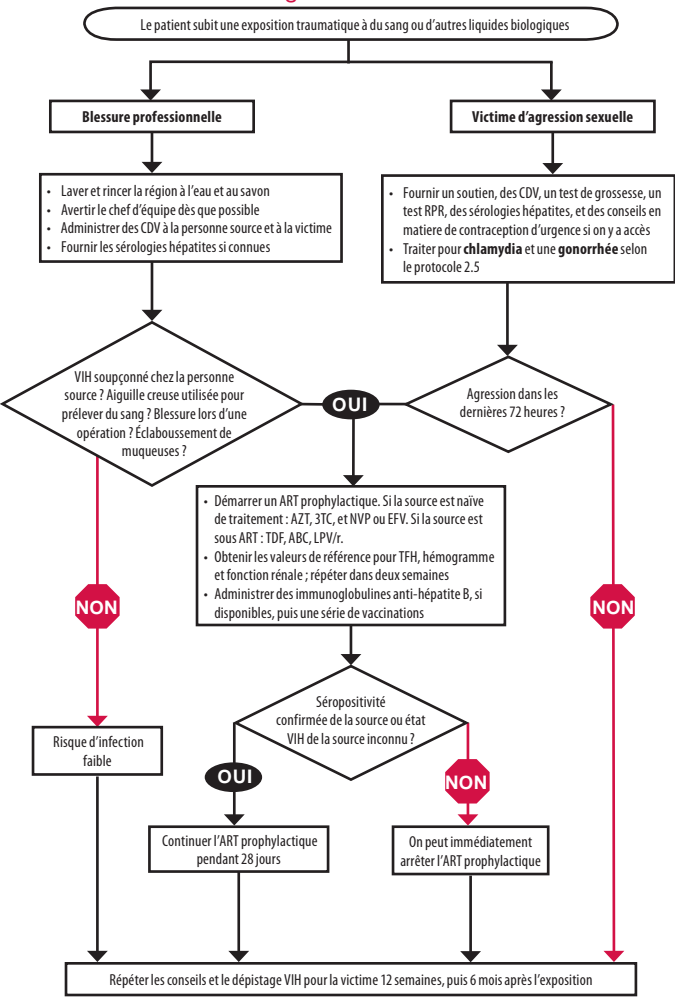 Le patient subit une exposition traumatique à du sang ou d'autres liquides biologiques
Blessure professionnelle
Victime d'agression sexuelle
• Laver et rincer la région à l'eau et au savon
• Avertir le chef d'équipe dès que possible
• Administrer des CDV à la personne source et à la victime
• Fournir les sérologies hépatites si connues
• Fournir un soutien, des CDV, un test de grossesse, un
test RPR, des sérologies hépatites, et des conseils en
matiere de contraception d'urgence si on y a accès
• Traiter pour chlamydia et une gonorrhée selon
le protocole 2.5
VIH soupçonné chez la personne
source ? Aiguille creuse utilisée pour
prélever du sang ? Blessure lors d'une
opération ? Éclaboussement de
muqueuses ?
OUI
Agression dans les
dernières 72 heures ?
• Démarrer un ART prophylactique. Si la source est naïve
de traitement : AZT, 3TC, et NVP ou EFV. Si la source est
sous ART : TDF, ABC, LPV/r.
• Obtenir les valeurs de référence pour TFH, hémogramme
et fonction rénale ; répéter dans deux semaines
• Administrer des immunoglobulines anti-hépatite B, si
disponibles, puis une série de vaccinations
NON
NON
Séropositivité
confirmée de la source ou état
VIH de la source inconnu ?
Risque d'infection
faible
OUI
NON
Continuer l'ART prophylactique
pendant 28 jours
On peut immédiatement
arrêter l'ART prophylactique
Répéter les conseils et le dépistage VIH pour la victime 12 semaines, puis 6 mois après l'exposition